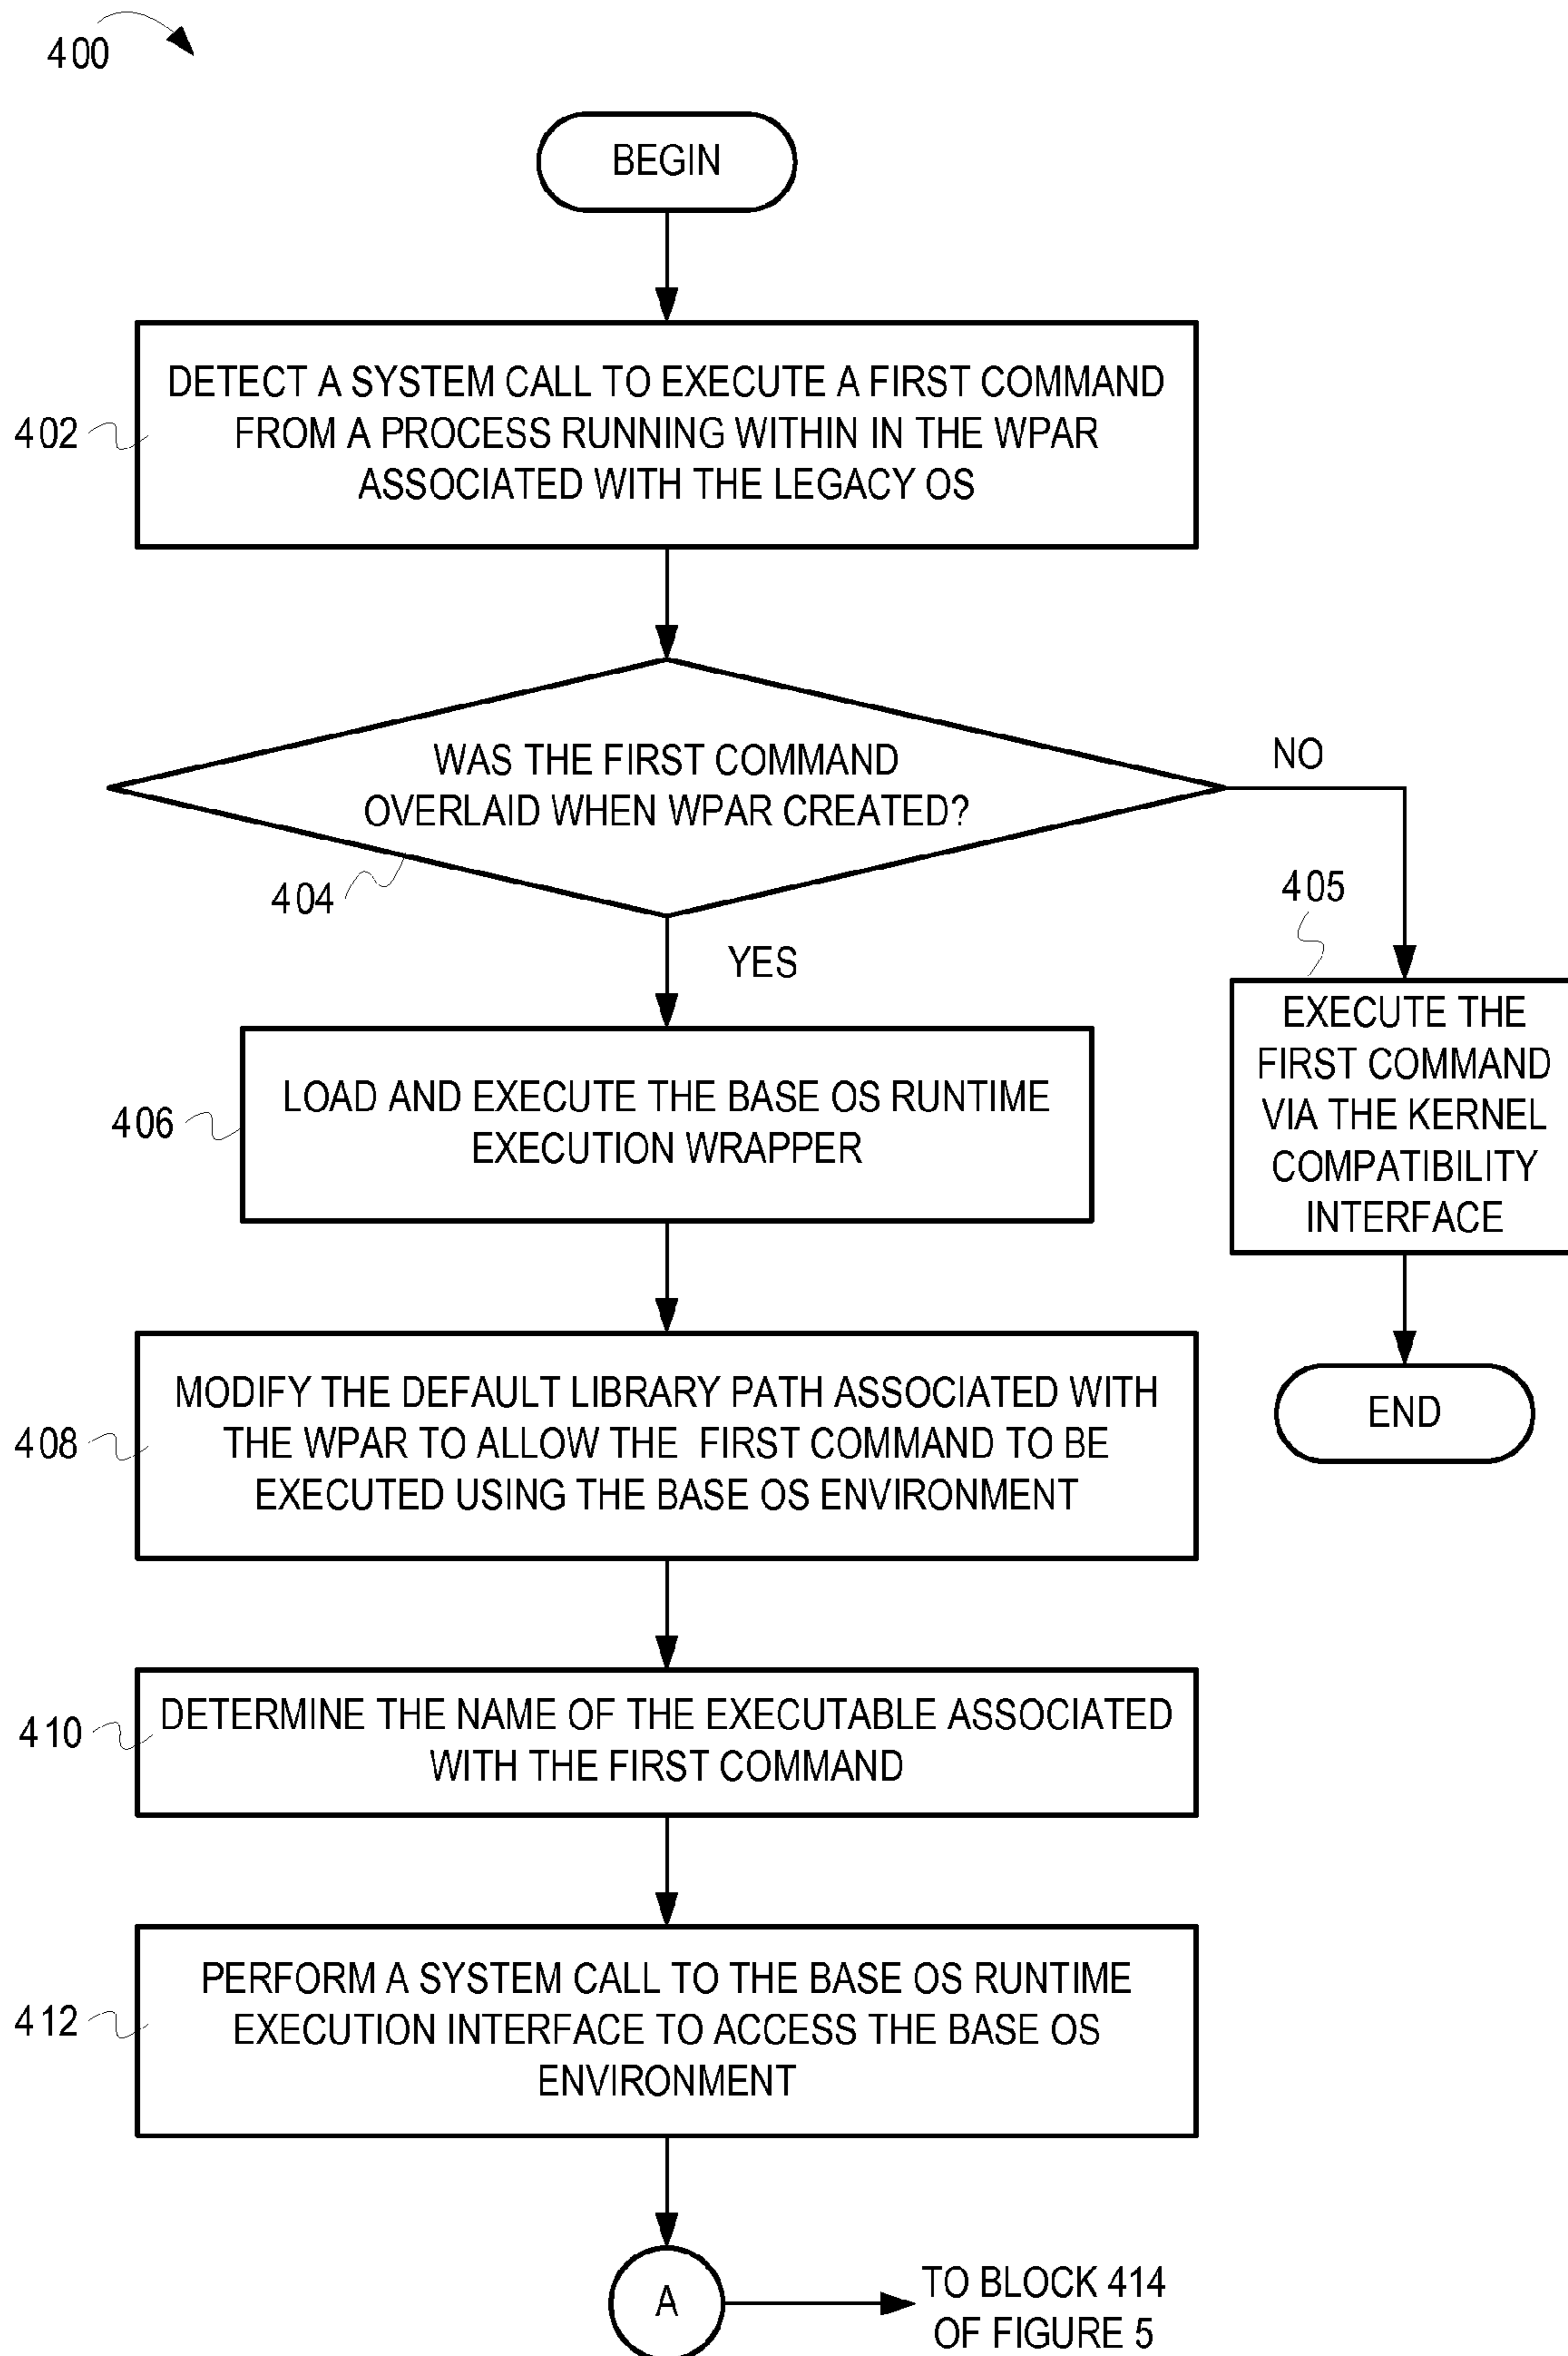 400
BEGIN
402
DETECT A SYSTEM CALL TO EXECUTE A FIRST COMMAND
FROM A PROCESS RUNNING WITHIN IN THE WPAR
ASSOCIATED WITH THE LEGACY OS
WAS THE FIRST COMMAND
OVERLAID WHEN WPAR CREATED?
NO
404
405
YES
EXECUTE THE
FIRST COMMAND
VIA THE KERNEL
COMPATIBILITY
INTERFACE
406
LOAD AND EXECUTE THE BASE OS RUNTIME
EXECUTION WRAPPER
END
408
MODIFY THE DEFAULT LIBRARY PATH ASSOCIATED WITH
THE WPAR TO ALLOW THE FIRST COMMAND TO BE
EXECUTED USING THE BASE OS ENVIRONMENT
410
DETERMINE THE NAME OF THE EXECUTABLE ASSOCIATED
WITH THE FIRST COMMAND
412
PERFORM A SYSTEM CALL TO THE BASE OS RUNTIME
EXECUTION INTERFACE TO ACCESS THE BASE OS
ENVIRONMENT
A
TO BLOCK 414
OF FIGURE 5